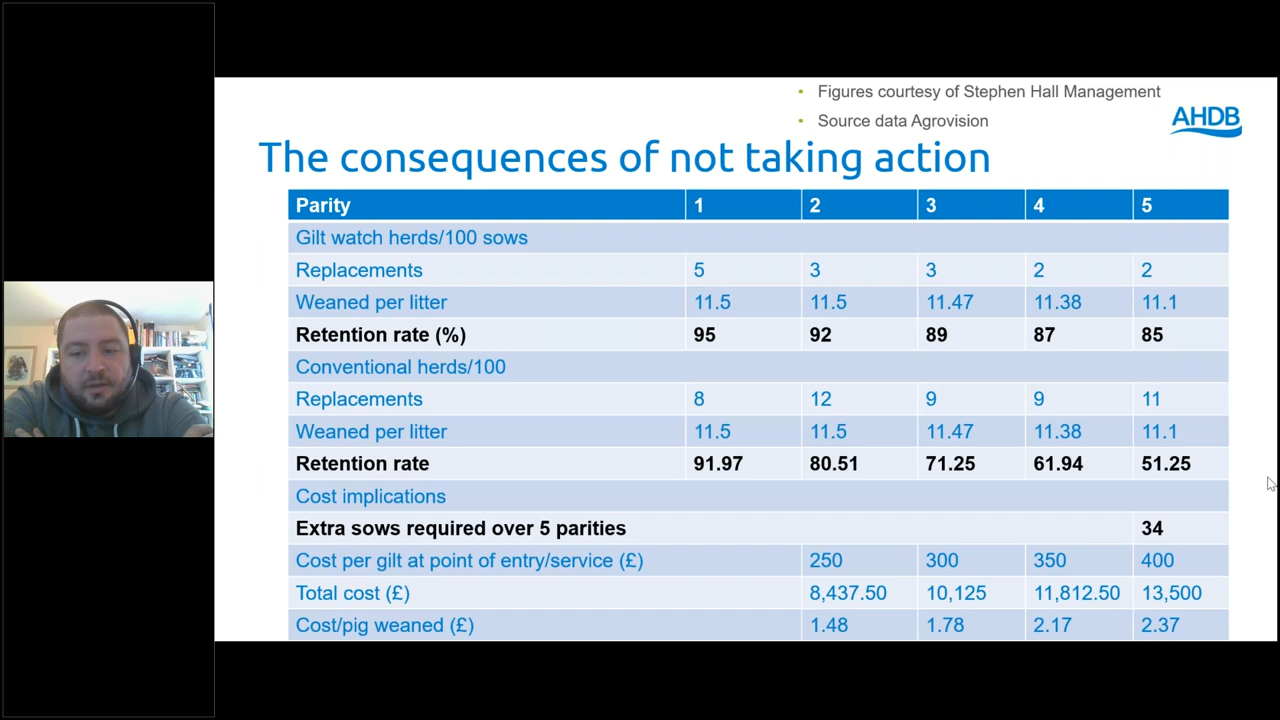 Figures courtesy of Stephen Hall Management
Source data Agrovision
AHDB
The consequences of not taking action
Parity 1 2 3 4 5
Gilt watch herds/100 sows
Replacements 5 3 3 2 2
Weaned per litter 11.5 11.5 11.47 11.38 11.1
Retention rate (%) 95 92 89 87 85
Conventional herds/100
Replacements 8 12 9 9 11
Weaned per litter 11.5 11.5 11.47 11.38 11.1
Retention rate 91.97 80.51 71.25 61.94 51.25
Cost implications
Extra sows required over 5 parities 34
Cost per gilt at point of entry/service (£) 250 300 350 400
Total cost (£) 8,437.50 10,125 11,812.50 13,500
Cost/pig weaned (£) 1.48 1.78 2.17 2.37